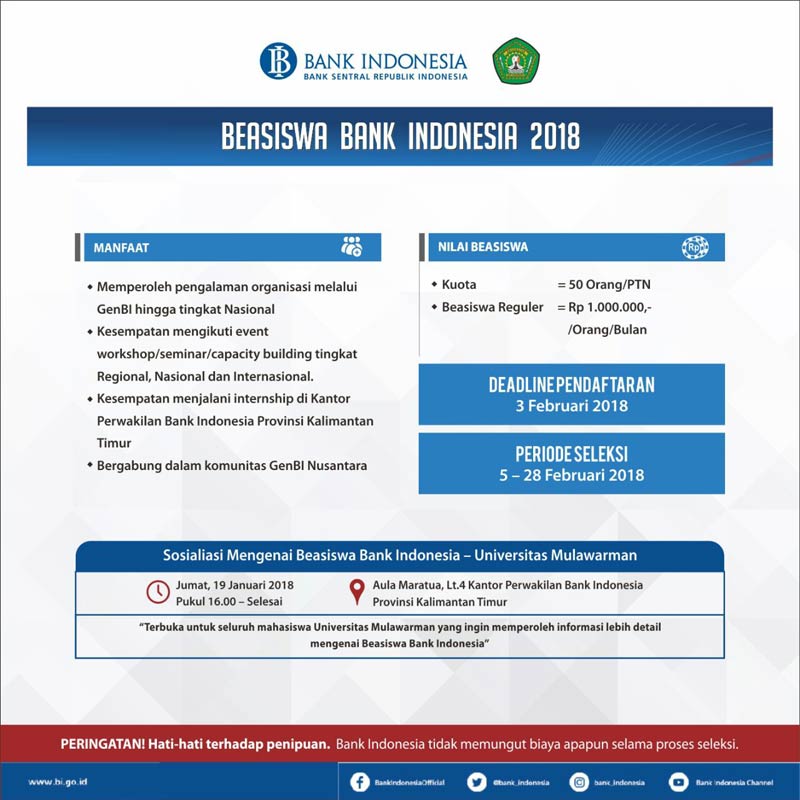 BANK INDONESIA
BANK SENTRAL REPUBLIK INDONESIA
BEASISWA BANK INDONESIA 2018
MANFAAT
Memperoleh pengalaman organisasi melalui
GenBI hingga tingkat Nasional
Kesempatan mengikuti event
workshop/seminar/capacity building tingkat
Regional, Nasional dan Internasional.
Kesempatan menjalani internship di Kantor
Perwakilan Bank Indonesia Provinsi Kalimantan
Timur
Bergabung dalam komunitas GenBI Nusantara
NILAI BEASISWA
Rp
Kuota = 50 Orang/PTN
Beasiswa Reguler = Rp 1.000.000,-
/Orang/Bulan
DEADLINE PENDAFTARAN
3 Februari 2018
PERIODE SELEKSI
5 – 28 Februari 2018
Sosialiasi Mengenai Beasiswa Bank Indonesia – Universitas Mulawarman
Jumat, 19 Januari 2018
Pukul 16.00 – Selesai
Aula Maratua, Lt.4 Kantor Perwakilan Bank Indonesia
Provinsi Kalimantan Timur
“Terbuka untuk seluruh mahasiswa Universitas Mulawarman yang ingin memperoleh informasi lebih detail
mengenai Beasiswa Bank Indonesia”
PERINGATAN! Hati-hati terhadap penipuan. Bank Indonesia tidak memungut biaya apapun selama proses seleksi.
www.bi.go.id
BankIndonesiaOfficial
@bank_indonesia
bank_indonesia
Bank Indonesia Channel